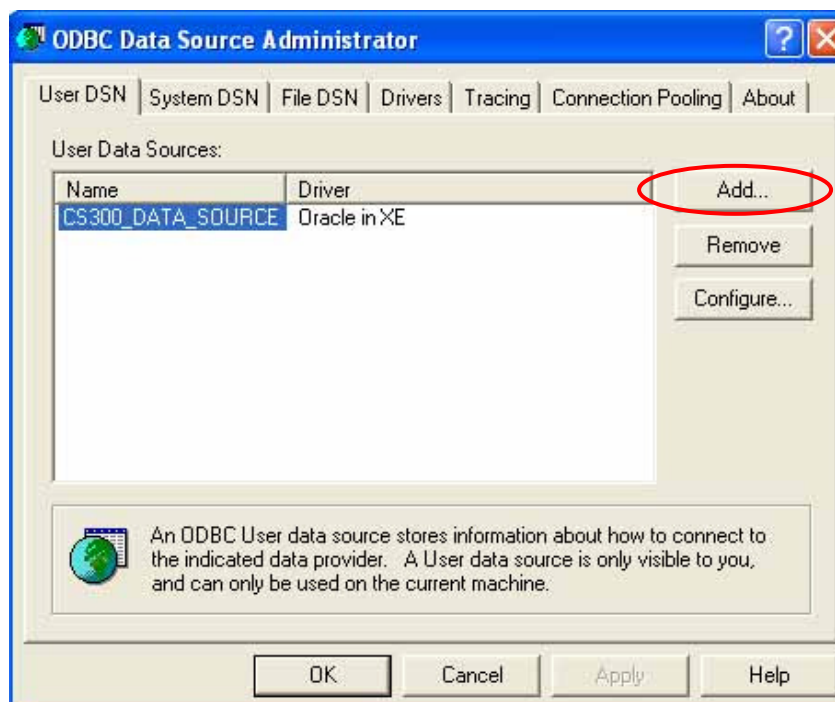 ODBC Data Source Administrator
User DSN System DSN File DSN Drivers Tracing Connection Pooling About
User Data Sources:
Name Driver
CS300_DATA_SOURCE Oracle in XE
Add...
Remove
Configure...
An ODBC User data source stores information about how to connect to
the indicated data provider. A User data source is only visible to you,
and can only be used on the current machine.
OK Cancel Apply Help